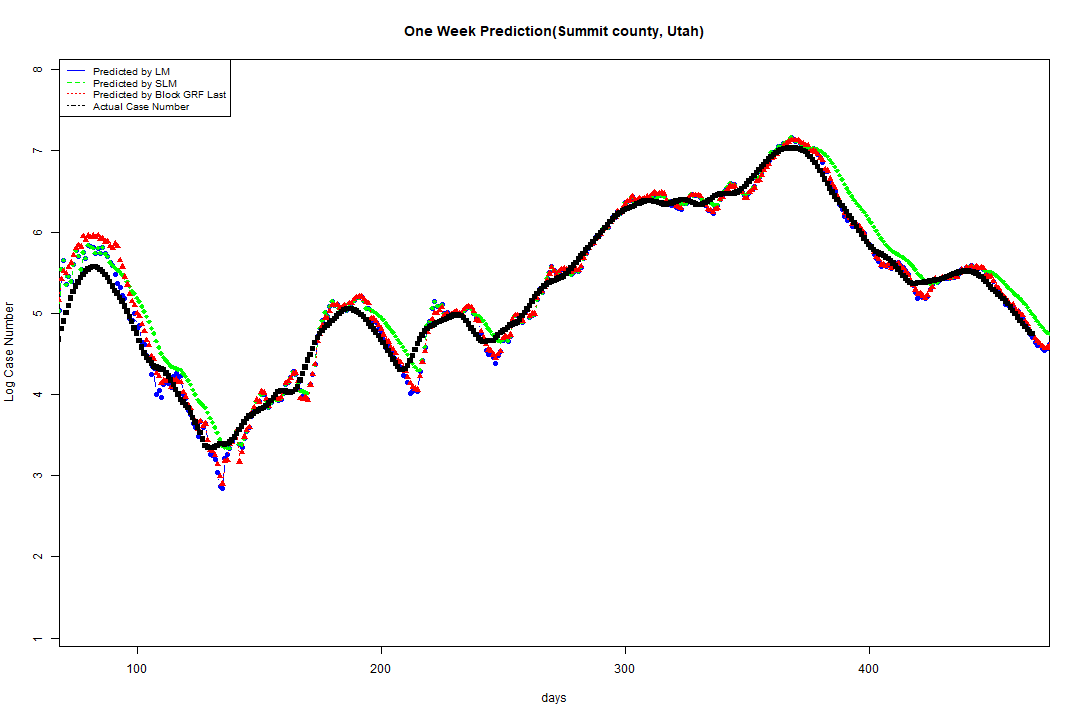 One Week Prediction(Summit county, Utah)
Predicted by LM
Predicted by SLM
Predicted by Block GRF Last
Actual Case Number
8
7
6
5
4
3
2
1
Log Case Number
100 200 300 400
days